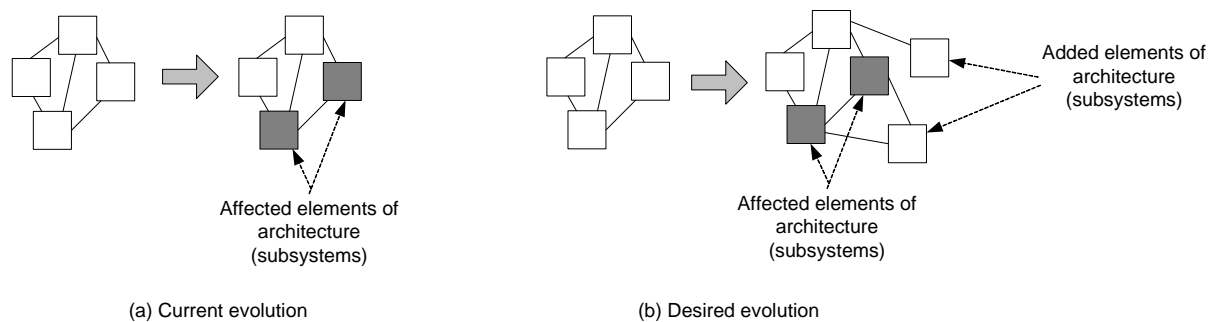 Added elements of
architecture
(subsystems)
Affected elements of
architecture
(subsystems)
Affected elements of
architecture
(subsystems)
(a) Current evolution
(b) Desired evolution